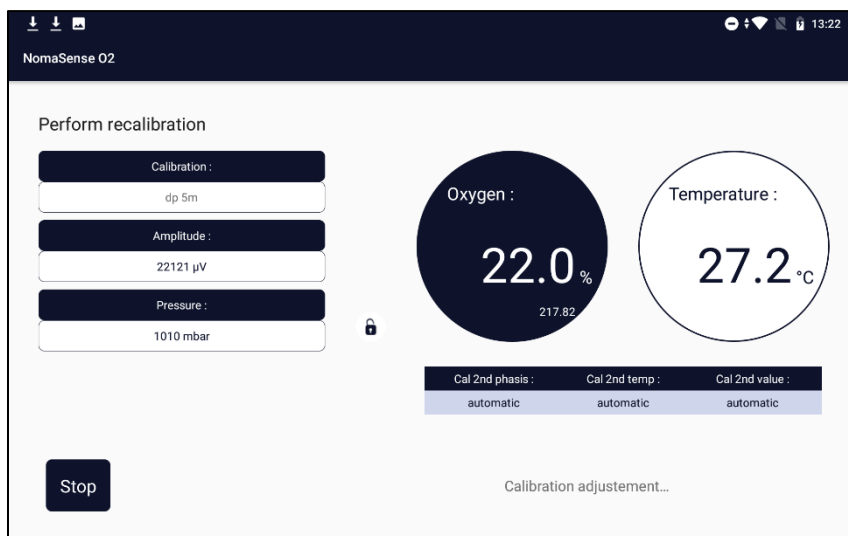 13:22
NomaSense O2
Perform recalibration
Calibration :
dp 5m
Amplitude :
22121 µV
Pressure :
1010 mbar
Oxygen :
22.0 %
217.82
Temperature :
27.2 °C
Cal 2nd phasis : Cal 2nd temp : Cal 2nd value :
automatic automatic automatic
Stop
Calibration adjustement...